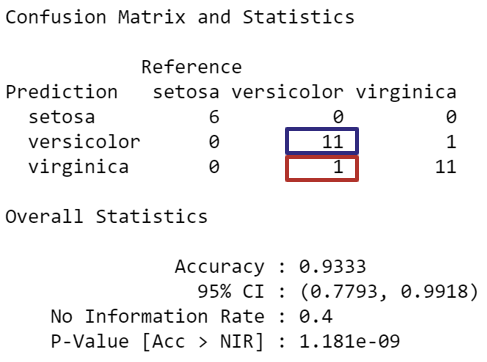 Confusion Matrix and Statistics
Reference
Prediction setosa versicolor virginica
setosa 6 0 0
versicolor 0 11 1
virginica 0 1 11
Overall Statistics
Accuracy : 0.9333
95% CI : (0.7793, 0.9918)
No Information Rate : 0.4
P-Value [Acc > NIR] : 1.181e-09